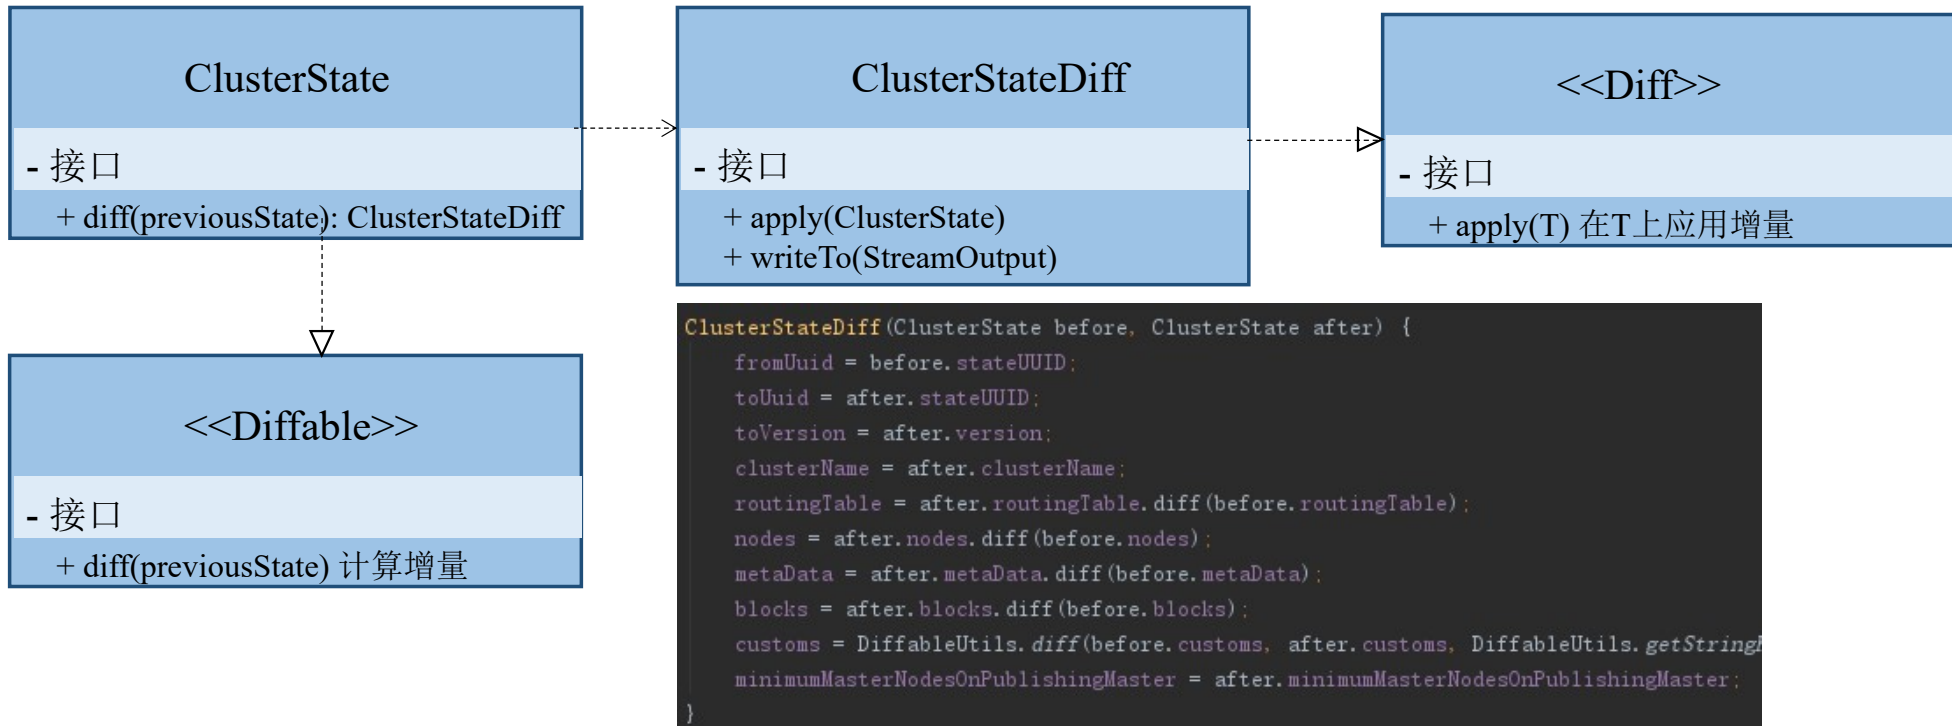 ClusterState
- 接口
+ diff(previousState): ClusterStateDiff
ClusterStateDiff
- 接口
+ apply(ClusterState)
+ writeTo(StreamOutput)
<<Diff>>
- 接口
+ apply(T) 在T上应用增量
<<Diffable>>
- 接口
+ diff(previousState) 计算增量
ClusterStateDiff(ClusterState before, ClusterState after) {
fromUuid = before.stateUUID;
toUuid = after.stateUUID;
toVersion = after.version;
clusterName = after.clusterName;
routingTable = after.routingTable.diff(before.routingTable);
nodes = after.nodes.diff(before.nodes);
metaData = after.metaData.diff(before.metaData);
blocks = after.blocks.diff(before.blocks);
customs = DiffableUtils.diff(before.customs, after.customs, DiffableUtils.getString
minimumMasterNodesOnPublishingMaster = after.minimumMasterNodesOnPublishingMaster;
}